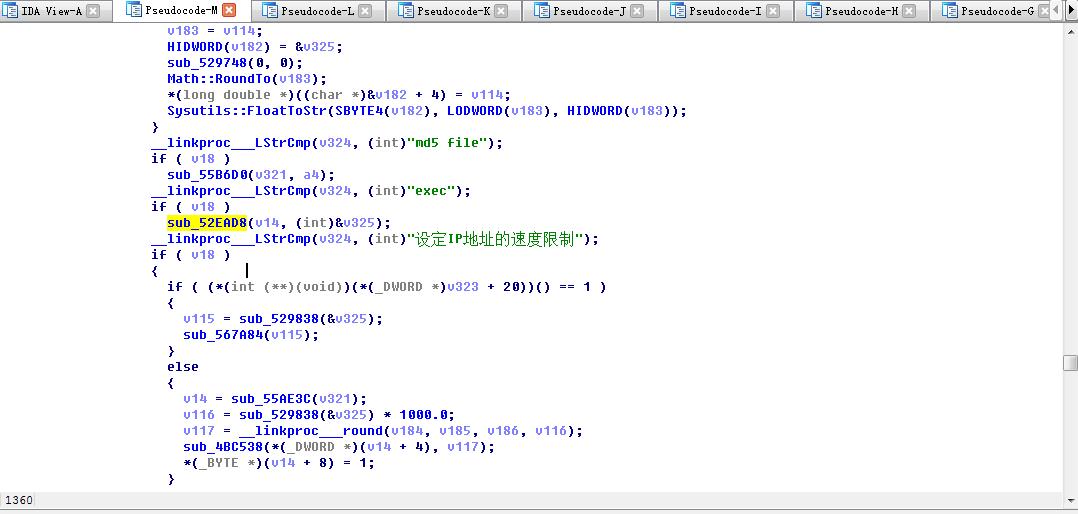 IDA View-A Pseudocode-M Pseudocode-L Pseudocode-K Pseudocode-J Pseudocode-I Pseudocode-H Pseudocode-G
v183 = v114;
HIDWORD(v182) = &v325;
sub_529748(0, 0);
Math::RoundTo(v183);
*(long double *)((char *)&v182 + 4) = v114;
Sysutils::FloatToStr(SBYTE4(v182), LODWORD(v183), HIDWORD(v183));
}
__linkproc___LStrCmp(v324, (int)"md5 file");
if ( v18 )
sub_55B6D0(v321, a4);
__linkproc___LStrCmp(v324, (int)"exec");
if ( v18 )
sub_52EAD8(v14, (int)&v325);
__linkproc___LStrCmp(v324, (int)"设定IP地址的速度限制");
if ( v18 )
{
if ( (*(int (**)(void))(*(_DWORD *)v323 + 20))() == 1 )
{
v115 = sub_529838(&v325);
sub_567A84(v115);
}
else
{
v14 = sub_55AE3C(v321);
v116 = sub_529838(&v325) * 1000.0;
v117 = __linkproc___round(v184, v185, v186, v116);
sub_4BC538(*(_DWORD *)(v14 + 4), v117);
*(_BYTE *)(v14 + 8) = 1;
}
1360